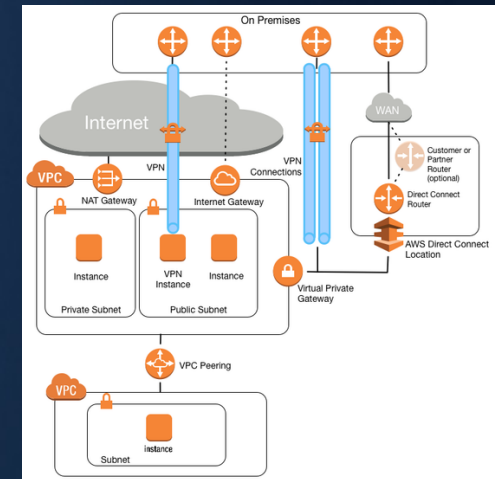 On Premises
Internet
WAN
Customer or
Partner
Router
(optional)
VPN
VPN
Connections
VPC
NAT Gateway
Internet Gateway
Direct Connect
Router
AWS Direct Connect
Location
Instance
VPN
Instance
Instance
Private Subnet
Public Subnet
Virtual Private
Gateway
VPC Peering
VPC
instance
Subnet